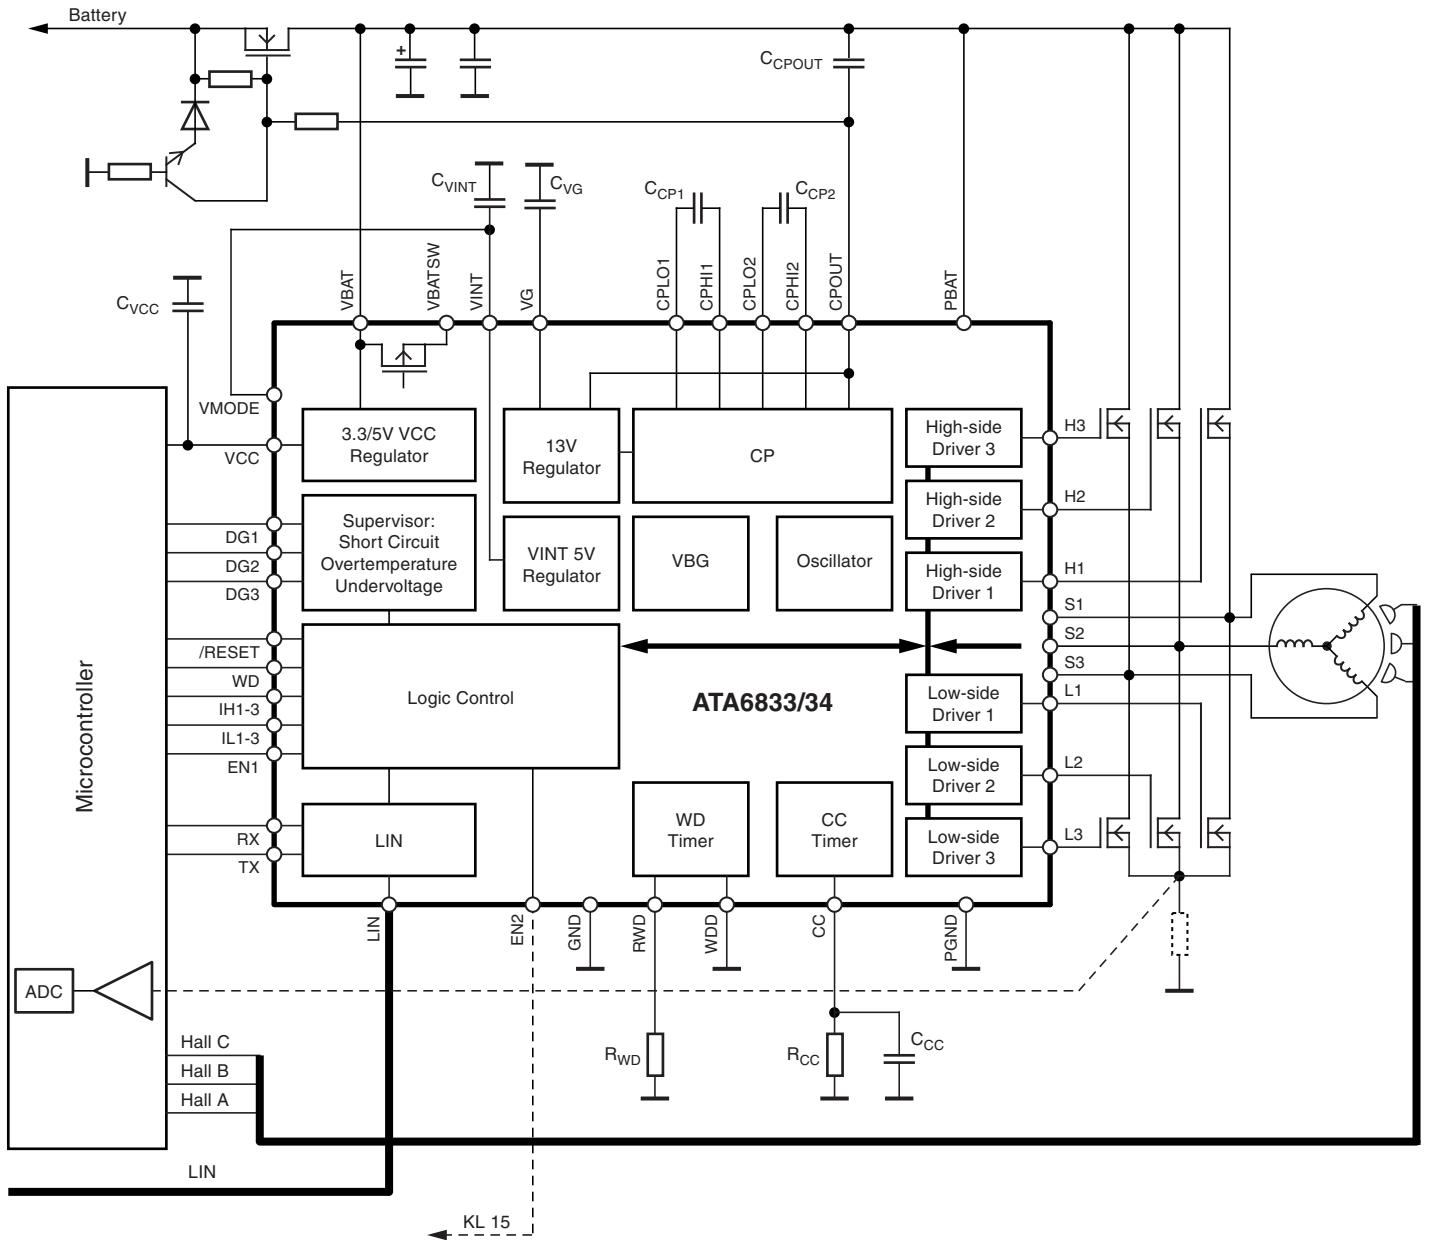 Battery
+
CCPOUT
CVINT
CVG
CCP1
CCP2
CVCC
VBAT
VBATSW
VINT
VG
CPLO1
CPHI1
CPLO2
CPHI2
CPOUT
PBAT
VMODE
VCC
DG1
DG2
DG3
/RESET
WD
IH1-3
IL1-3
EN1
RX
TX
Microcontroller
3.3/5V VCC
Regulator
13V
Regulator
CP
Supervisor:
Short Circuit
Overtemperature
Undervoltage
VINT 5V
Regulator
VBG
Oscillator
High-side
Driver 3
High-side
Driver 2
High-side
Driver 1
H3
H2
H1
S1
S2
S3
L1
L2
L3
Logic Control
ATA6833/34
Low-side
Driver 1
Low-side
Driver 2
Low-side
Driver 3
LIN
WD
Timer
CC
Timer
LIN
EN2
GND
RWD
WDD
CC
PGND
ADC
Hall C
Hall B
Hall A
RWD
RCC
CCC
LIN
KL 15